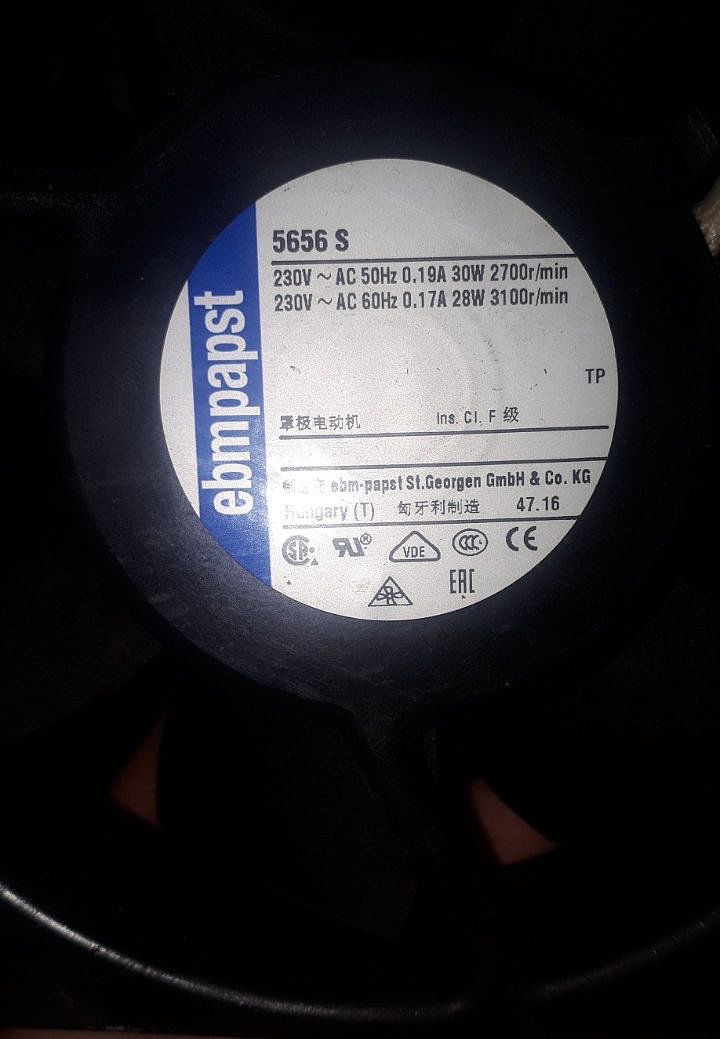 ebmpapst
5656 S
230V ~ AC 50Hz 0.19A 30W 2700r/min
230V ~ AC 60Hz 0.17A 28W 3100r/min
TP
罩极电动机 Ins. Cl. F 级
ebm-papst St.Georgen GmbH & Co. KG
Hungary (T) 匈牙利制造 47.16
VDE CCC CE
EAC